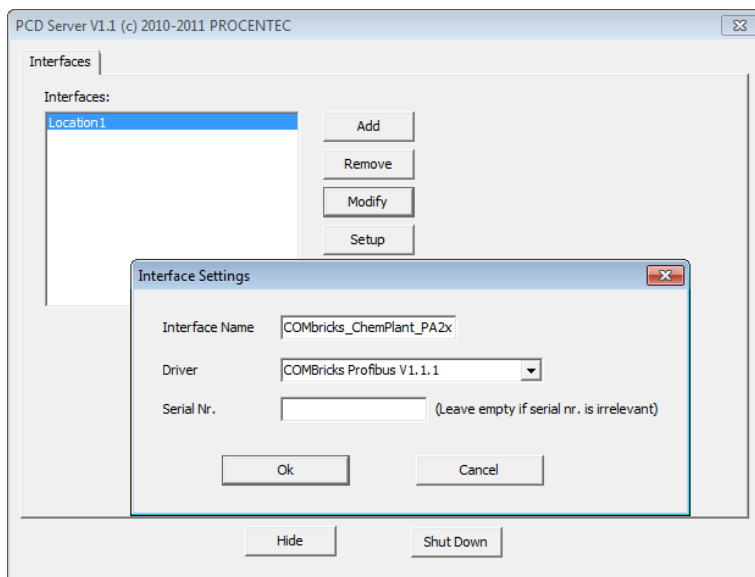 PCD Server V1.1 (c) 2010-2011 PROCENTEC
Interfaces
Interfaces:
Location1
Add
Remove
Modify
Setup
Interface Settings
Interface Name COMbricks_ChemPlant_PA2x
Driver COMBricks Profibus V1.1.1
Serial Nr. (Leave empty if serial nr. is irrelevant)
Ok Cancel
Hide Shut Down